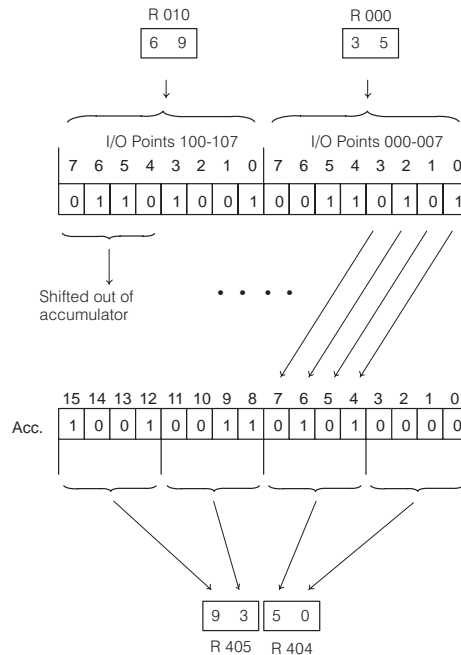 R 010 R 000
6 9 3 5
I/O Points 100-107 I/O Points 000-007
7 6 5 4 3 2 1 0 7 6 5 4 3 2 1 0
0 1 1 0 1 0 0 1 0 0 1 1 0 1 0 1
Shifted out of
accumulator
15 14 13 12 11 10 9 8 7 6 5 4 3 2 1 0
Acc. 1 0 0 1 0 0 1 1 0 1 0 1 0 0 0 0
9 3 5 0
R 405 R 404